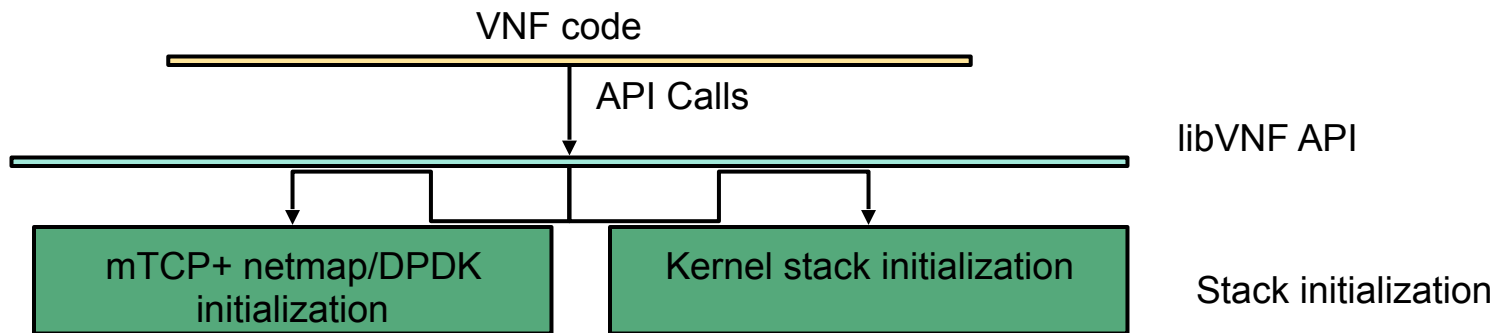 VNF code
API Calls
libVNF API
mTCP+ netmap/DPDK
initialization
Kernel stack initialization
Stack initialization